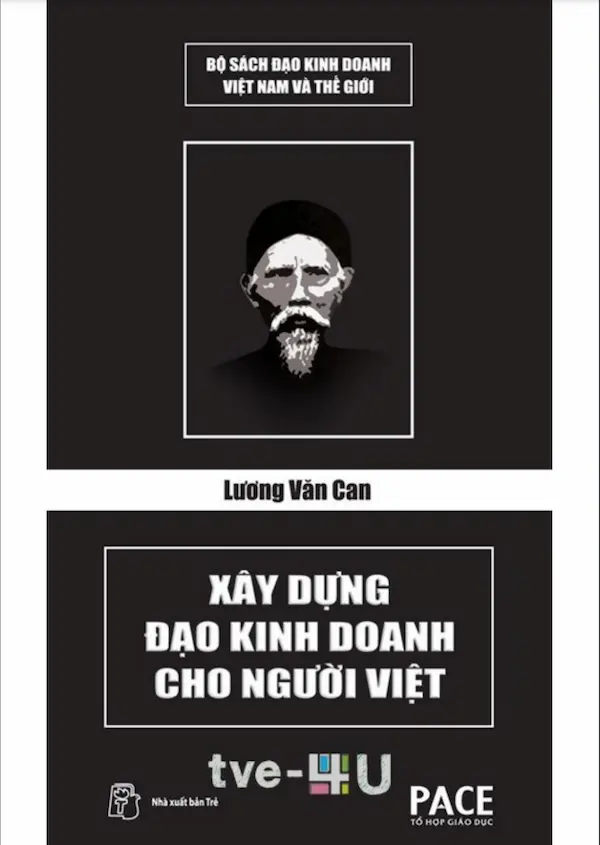 BỘ SÁCH ĐẠO KINH DOANH
VIỆT NAM VÀ THẾ GIỚI
Lương Văn Can
XÂY DỰNG
ĐẠO KINH DOANH
CHO NGƯỜI VIỆT
tve-4U
Nhà xuất bản Trẻ
PACE
TỔ HỢP GIÁO DỤC